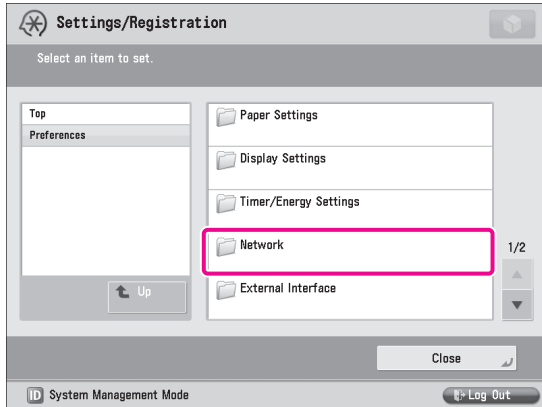 Settings/Registration
Select an item to set.
Top
Preferences
Up
Paper Settings
Display Settings
Timer/Energy Settings
Network
External Interface
1/2
Close
ID System Management Mode
Log Out